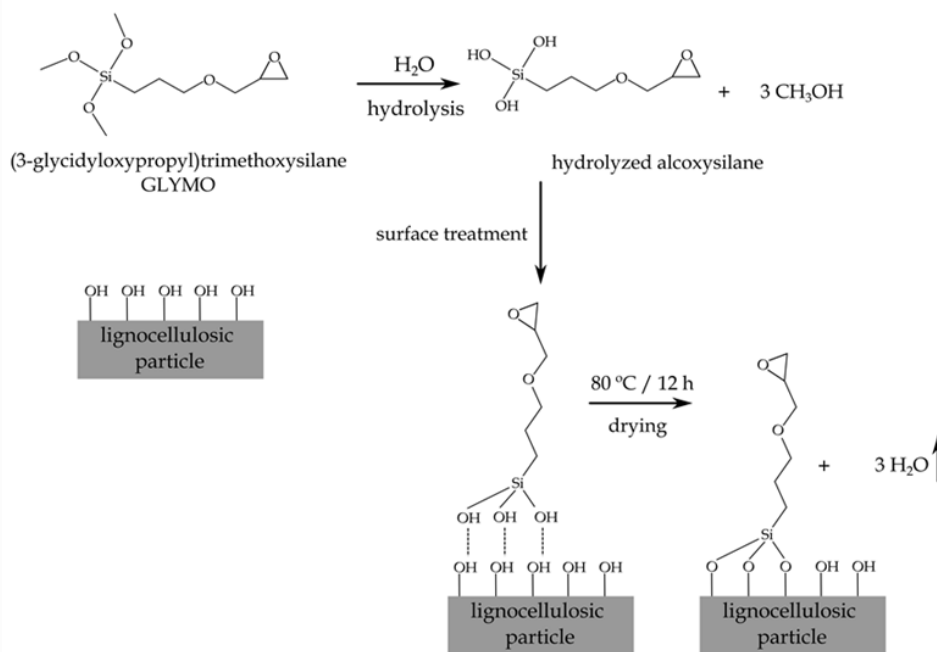 O
O
Si
O
O
O
H₂O
hydrolysis
OH
HO
Si
OH
O
O
+
3 CH₃OH
(3-glycidyloxypropyl)trimethoxysilane
GLYMO
hydrolyzed alcoxysilane
surface treatment
OH OH OH OH OH
lignocellulosic
particle
O
O
Si
OH OH OH
OH OH OH OH OH
lignocellulosic
particle
80 ºC / 12 h
drying
O
O
Si
O O O OH OH
lignocellulosic
particle
+
3 H₂O